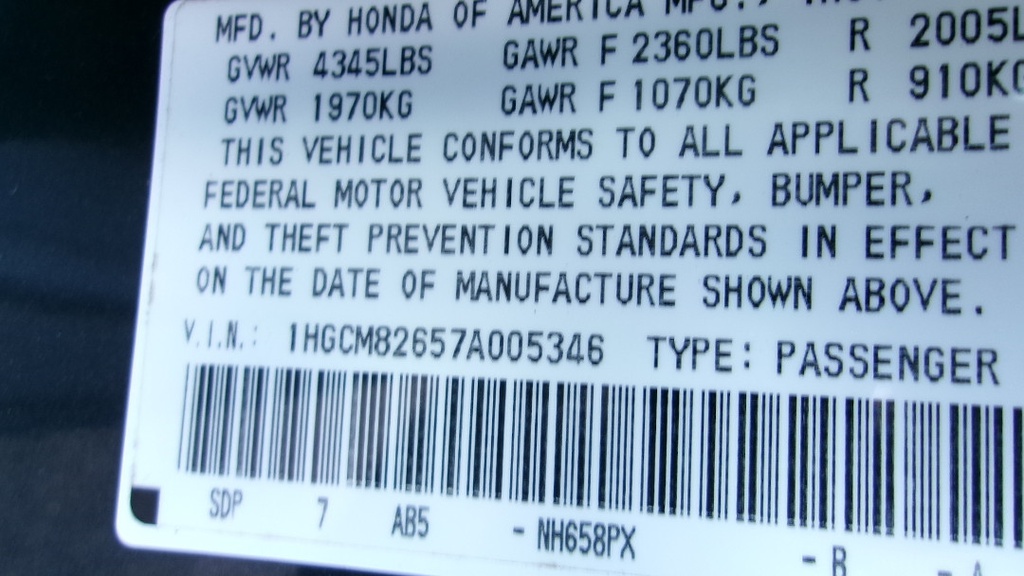 MFD. BY HONDA OF AMERICA MFG.,
GVWR 4345LBS GAWR F 2360LBS R 2005L
GVWR 1970KG GAWR F 1070KG R 910KG
THIS VEHICLE CONFORMS TO ALL APPLICABLE
FEDERAL MOTOR VEHICLE SAFETY, BUMPER,
AND THEFT PREVENTION STANDARDS IN EFFECT
ON THE DATE OF MANUFACTURE SHOWN ABOVE.
V.I.N.: 1HGCM82657A005346 TYPE: PASSENGER
SDP 7 AB5 - NH658PX - B - A